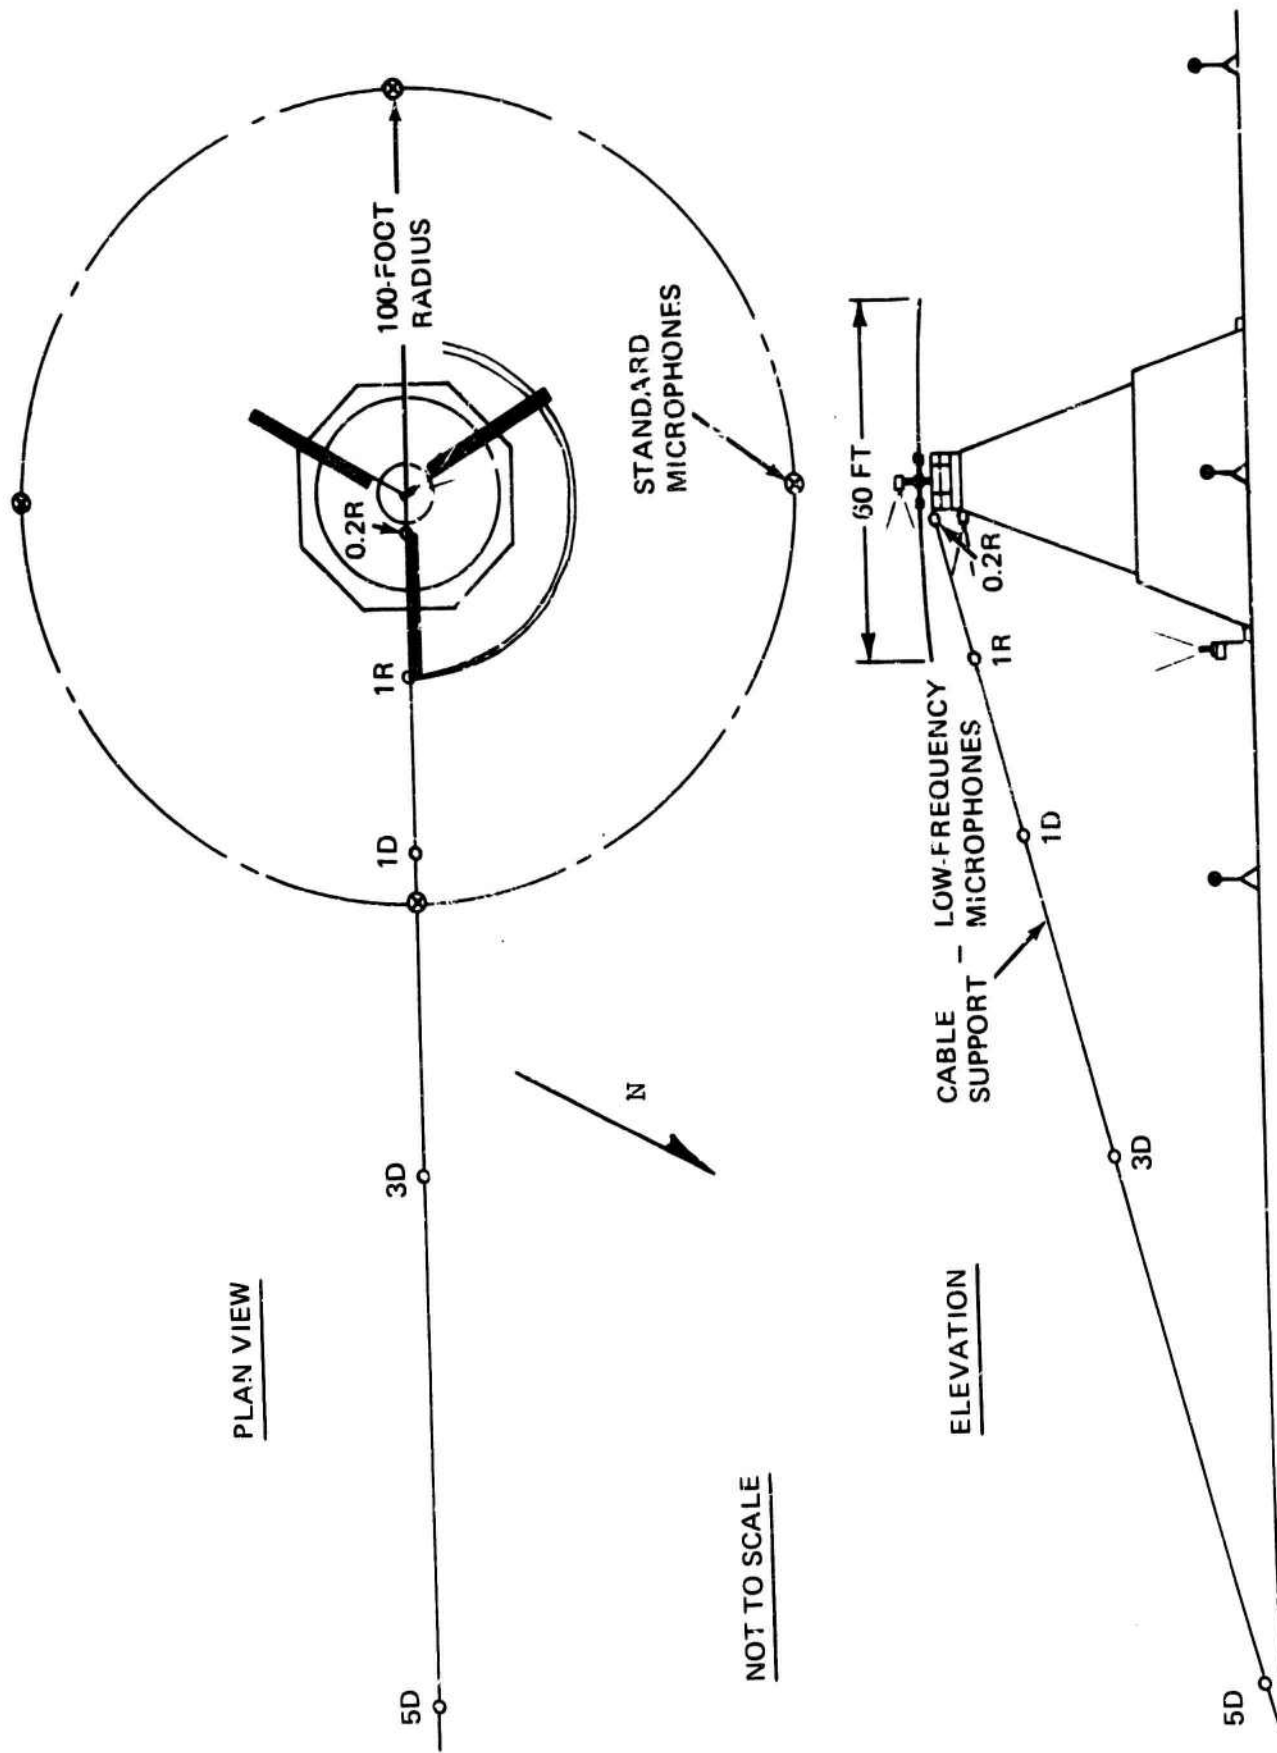 PLAN VIEW
5D
3D
1D
1R
0.2R
100-FOOT
RADIUS
STANDARD
MICROPHONES
N
NOT TO SCALE
ELEVATION
60 FT
0.2R
1R
CABLE
SUPPORT – LOW-FREQUENCY
MICROPHONES
1D
3D
5D